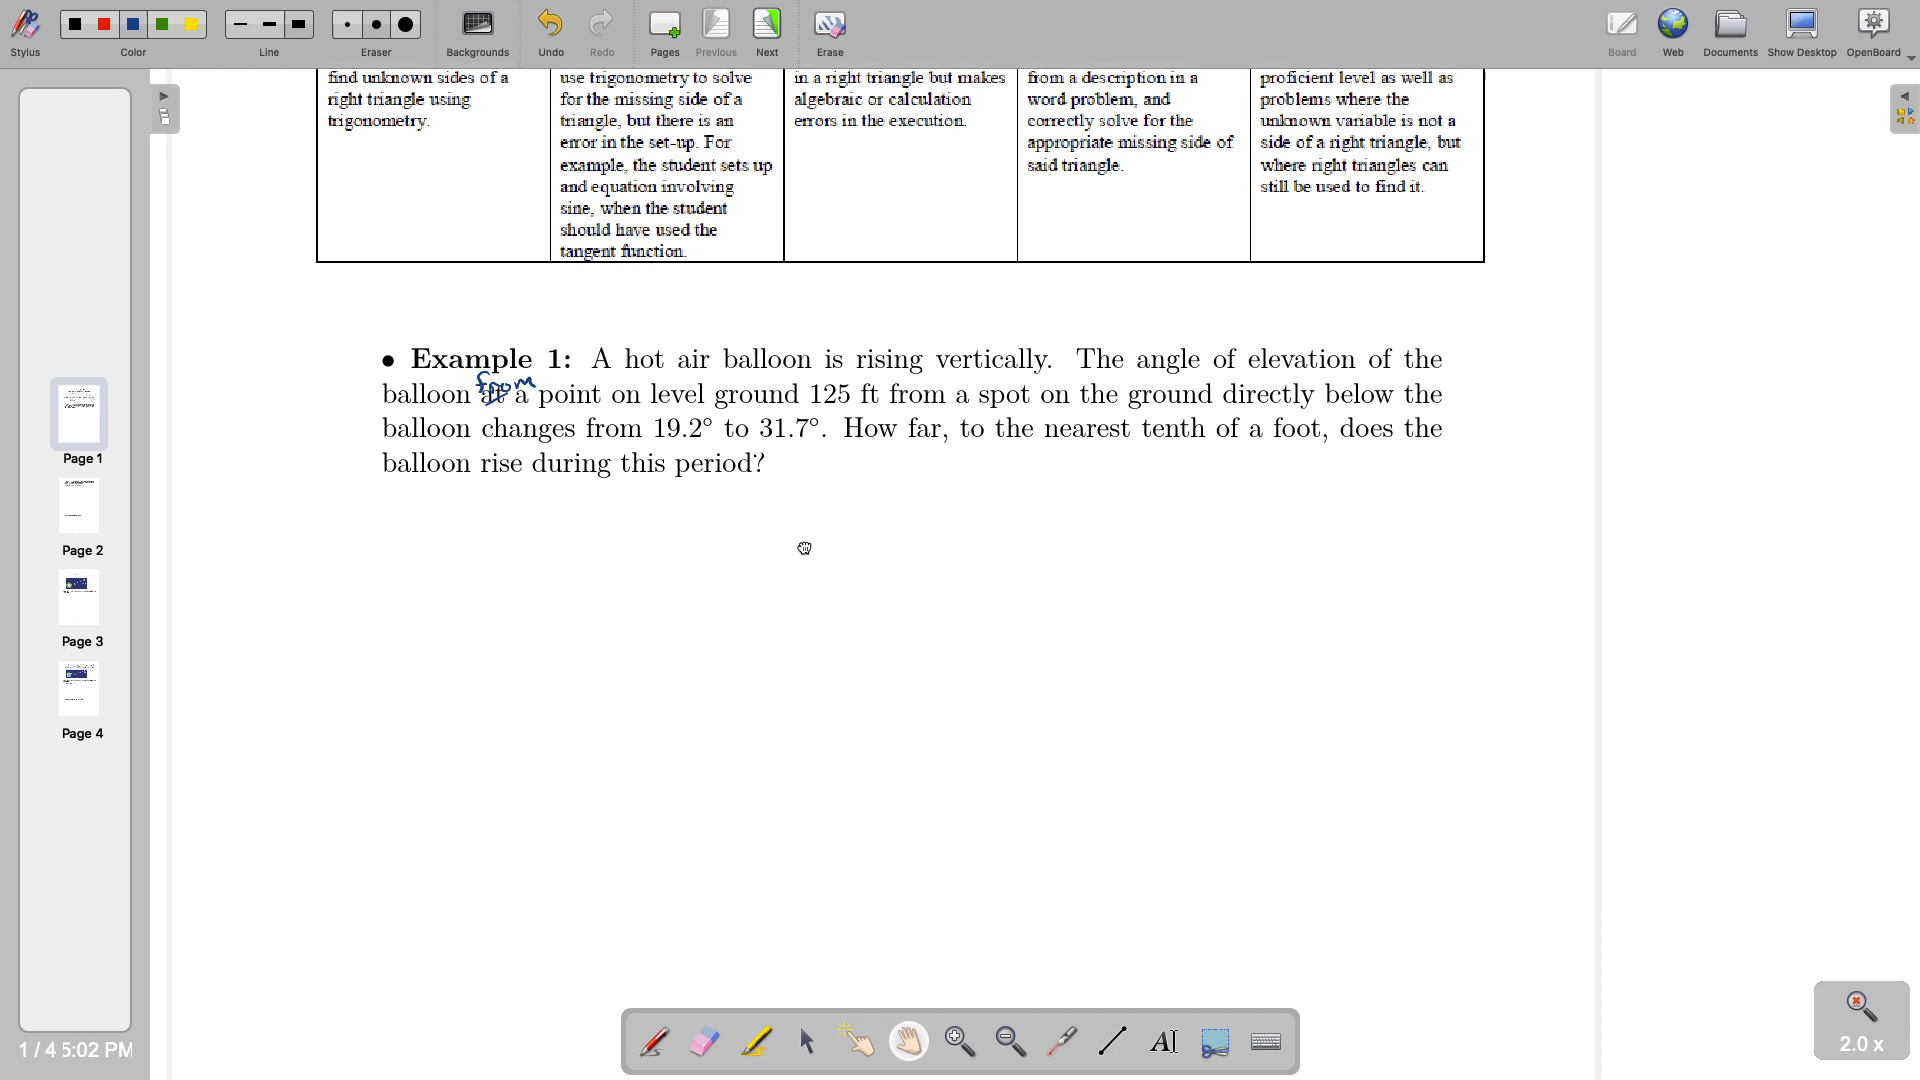 Stylus
Color
Line
Eraser
Backgrounds
Undo
Redo
Pages
Previous
Next
Erase
Board
Web
Documents
Show Desktop
OpenBoard
find unknown sides of a
right triangle using
trigonometry.
use trigonometry to solve
for the missing side of a
triangle, but there is an
error in the set-up. For
example, the student sets up
and equation involving
sine, when the student
should have used the
tangent function.
in a right triangle but makes
algebraic or calculation
errors in the execution.
from a description in a
word problem, and
correctly solve for the
appropriate missing side of
said triangle.
proficient level as well as
problems where the
unknown variable is not a
side of a right triangle, but
where right triangles can
still be used to find it.
• Example 1: A hot air balloon is rising vertically. The angle of elevation of the
from
balloon at a point on level ground 125 ft from a spot on the ground directly below the
balloon changes from 19.2° to 31.7°. How far, to the nearest tenth of a foot, does the
balloon rise during this period?
Page 1
Page 2
Page 3
Page 4
1 / 4 5:02 PM
AI
2.0 x